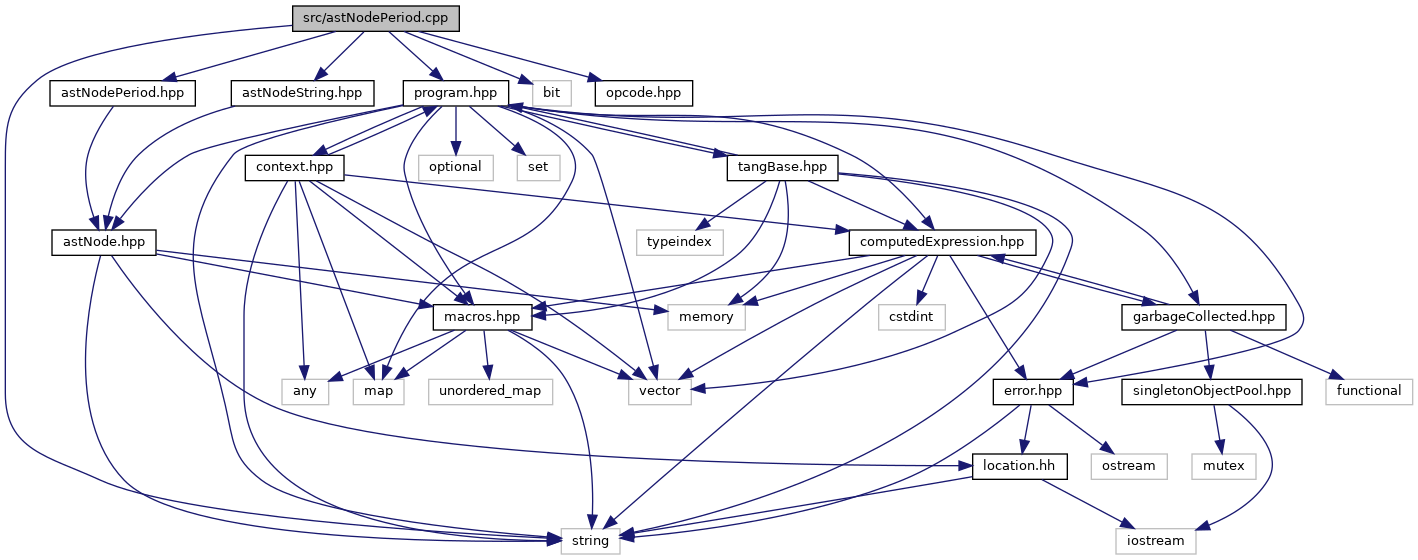 src/astNodePeriod.cpp
astNodePeriod.hpp
astNodeString.hpp
program.hpp
bit
opcode.hpp
context.hpp
optional
set
tangBase.hpp
astNode.hpp
typeindex
computedExpression.hpp
macros.hpp
memory
cstdint
garbageCollected.hpp
any
map
unordered_map
vector
error.hpp
singletonObjectPool.hpp
functional
location.hh
ostream
mutex
string
iostream